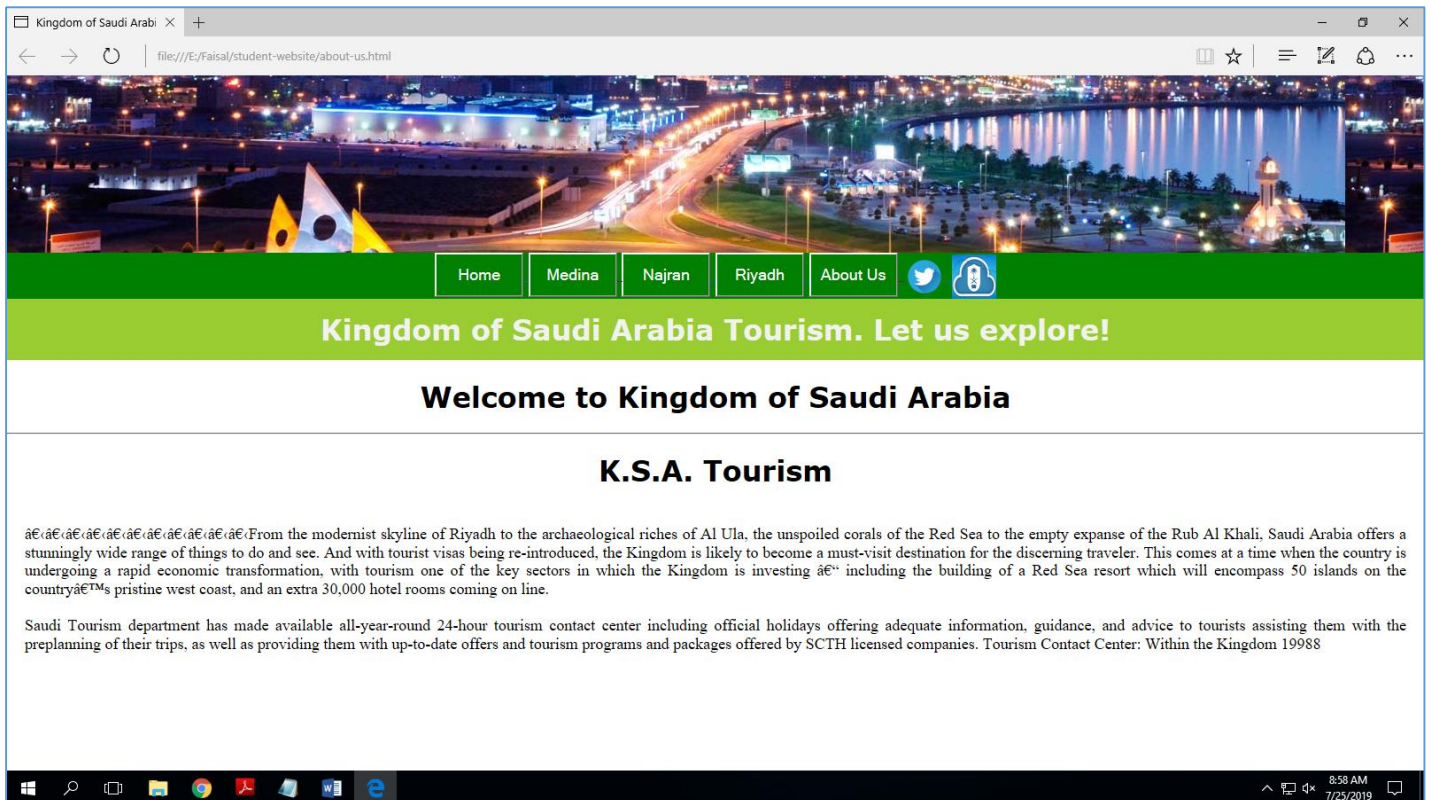 Kingdom of Saudi Arabi
file:///E:/Faisal/student-website/about-us.html
Home Medina Najran Riyadh About Us
Kingdom of Saudi Arabia Tourism. Let us explore!
Welcome to Kingdom of Saudi Arabia
K.S.A. Tourism
â€‹â€‹â€‹â€‹â€‹â€‹â€‹â€‹â€‹â€‹â€‹From the modernist skyline of Riyadh to the archaeological riches of Al Ula, the unspoiled corals of the Red Sea to the empty expanse of the Rub Al Khali, Saudi Arabia offers a
stunningly wide range of things to do and see. And with tourist visas being re-introduced, the Kingdom is likely to become a must-visit destination for the discerning traveler. This comes at a time when the country is
undergoing a rapid economic transformation, with tourism one of the key sectors in which the Kingdom is investing â€“ including the building of a Red Sea resort which will encompass 50 islands on the
countryâ€™s pristine west coast, and an extra 30,000 hotel rooms coming on line.
Saudi Tourism department has made available all-year-round 24-hour tourism contact center including official holidays offering adequate information, guidance, and advice to tourists assisting them with the
preplanning of their trips, as well as providing them with up-to-date offers and tourism programs and packages offered by SCTH licensed companies. Tourism Contact Center: Within the Kingdom 19988
8:58 AM
7/25/2019